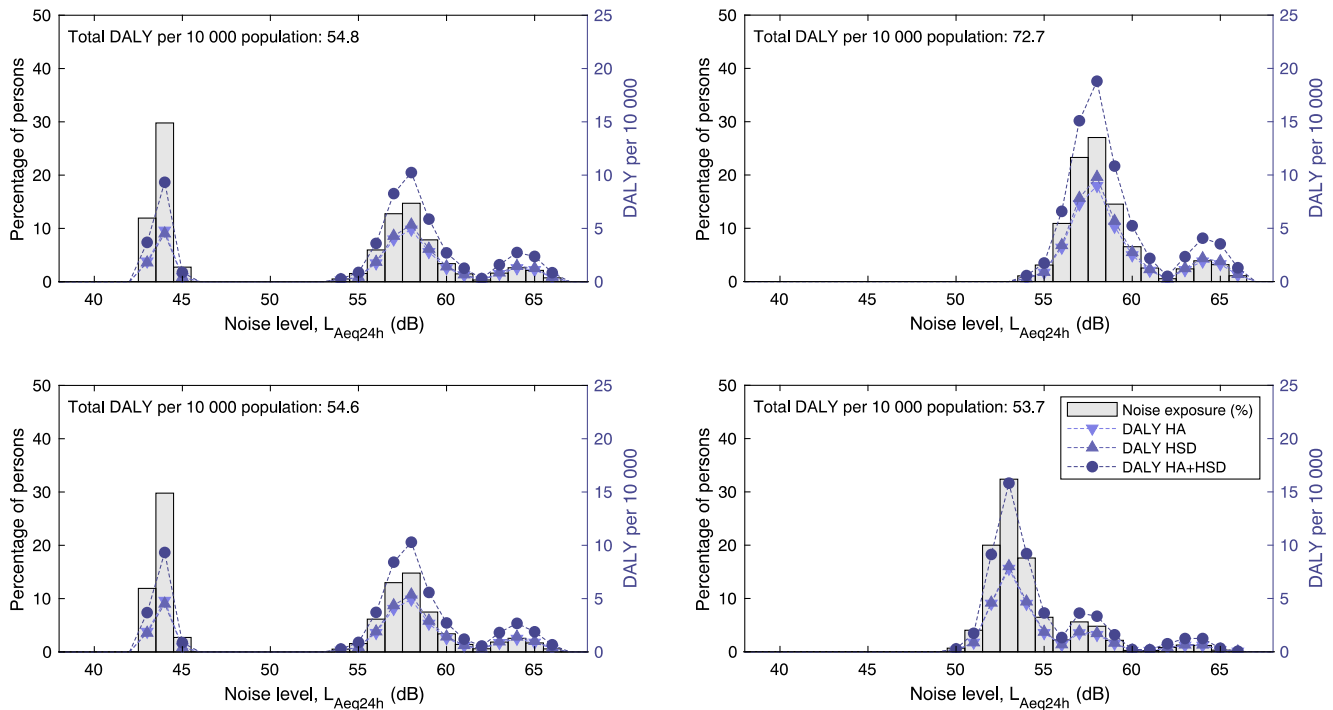 50
40
30
20
10
0
Percentage of persons
Total DALY per 10 000 population: 54.8
25
20
15
10
5
0
DALY per 10 000
40 45 50 55 60 65
Noise level, L_Aeq24h (dB)
50
40
30
20
10
0
Percentage of persons
Total DALY per 10 000 population: 72.7
25
20
15
10
5
0
DALY per 10 000
40 45 50 55 60 65
Noise level, L_Aeq24h (dB)
50
40
30
20
10
0
Percentage of persons
Total DALY per 10 000 population: 54.6
25
20
15
10
5
0
DALY per 10 000
40 45 50 55 60 65
Noise level, L_Aeq24h (dB)
50
40
30
20
10
0
Percentage of persons
Total DALY per 10 000 population: 53.7
Noise exposure (%)
DALY HA
DALY HSD
DALY HA+HSD
25
20
15
10
5
0
DALY per 10 000
40 45 50 55 60 65
Noise level, L_Aeq24h (dB)